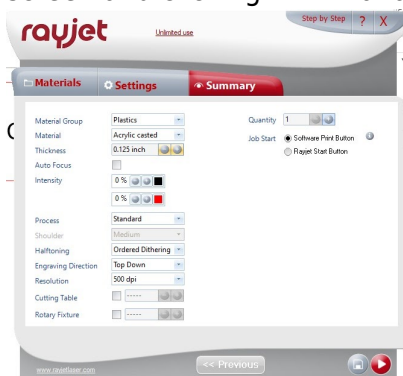 rayjet
Unlimited use
Step by Step ? X
Materials Settings Summary
Material Group Plastics Quantity 1
Material Acrylic casted Job Start Software Print Button
Thickness 0.125 inch Rayjet Start Button
Auto Focus
Intensity 0 %
0 %
Process Standard
Shoulder Medium
Halftoning Ordered Dithering
Engraving Direction Top Down
Resolution 500 dpi
Cutting Table -----
Rotary Fixture -----
<< Previous
www.rayjetlaser.com